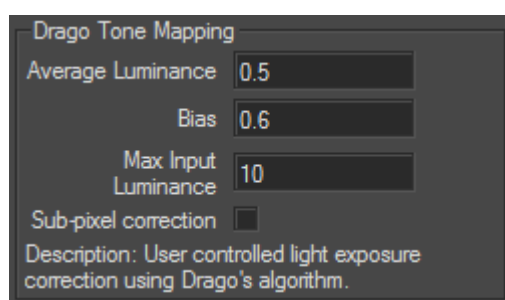 Drago Tone Mapping
Average Luminance 0.5
Bias 0.6
Max Input
Luminance 10
Sub-pixel correction
Description: User controlled light exposure
correction using Drago's algorithm.